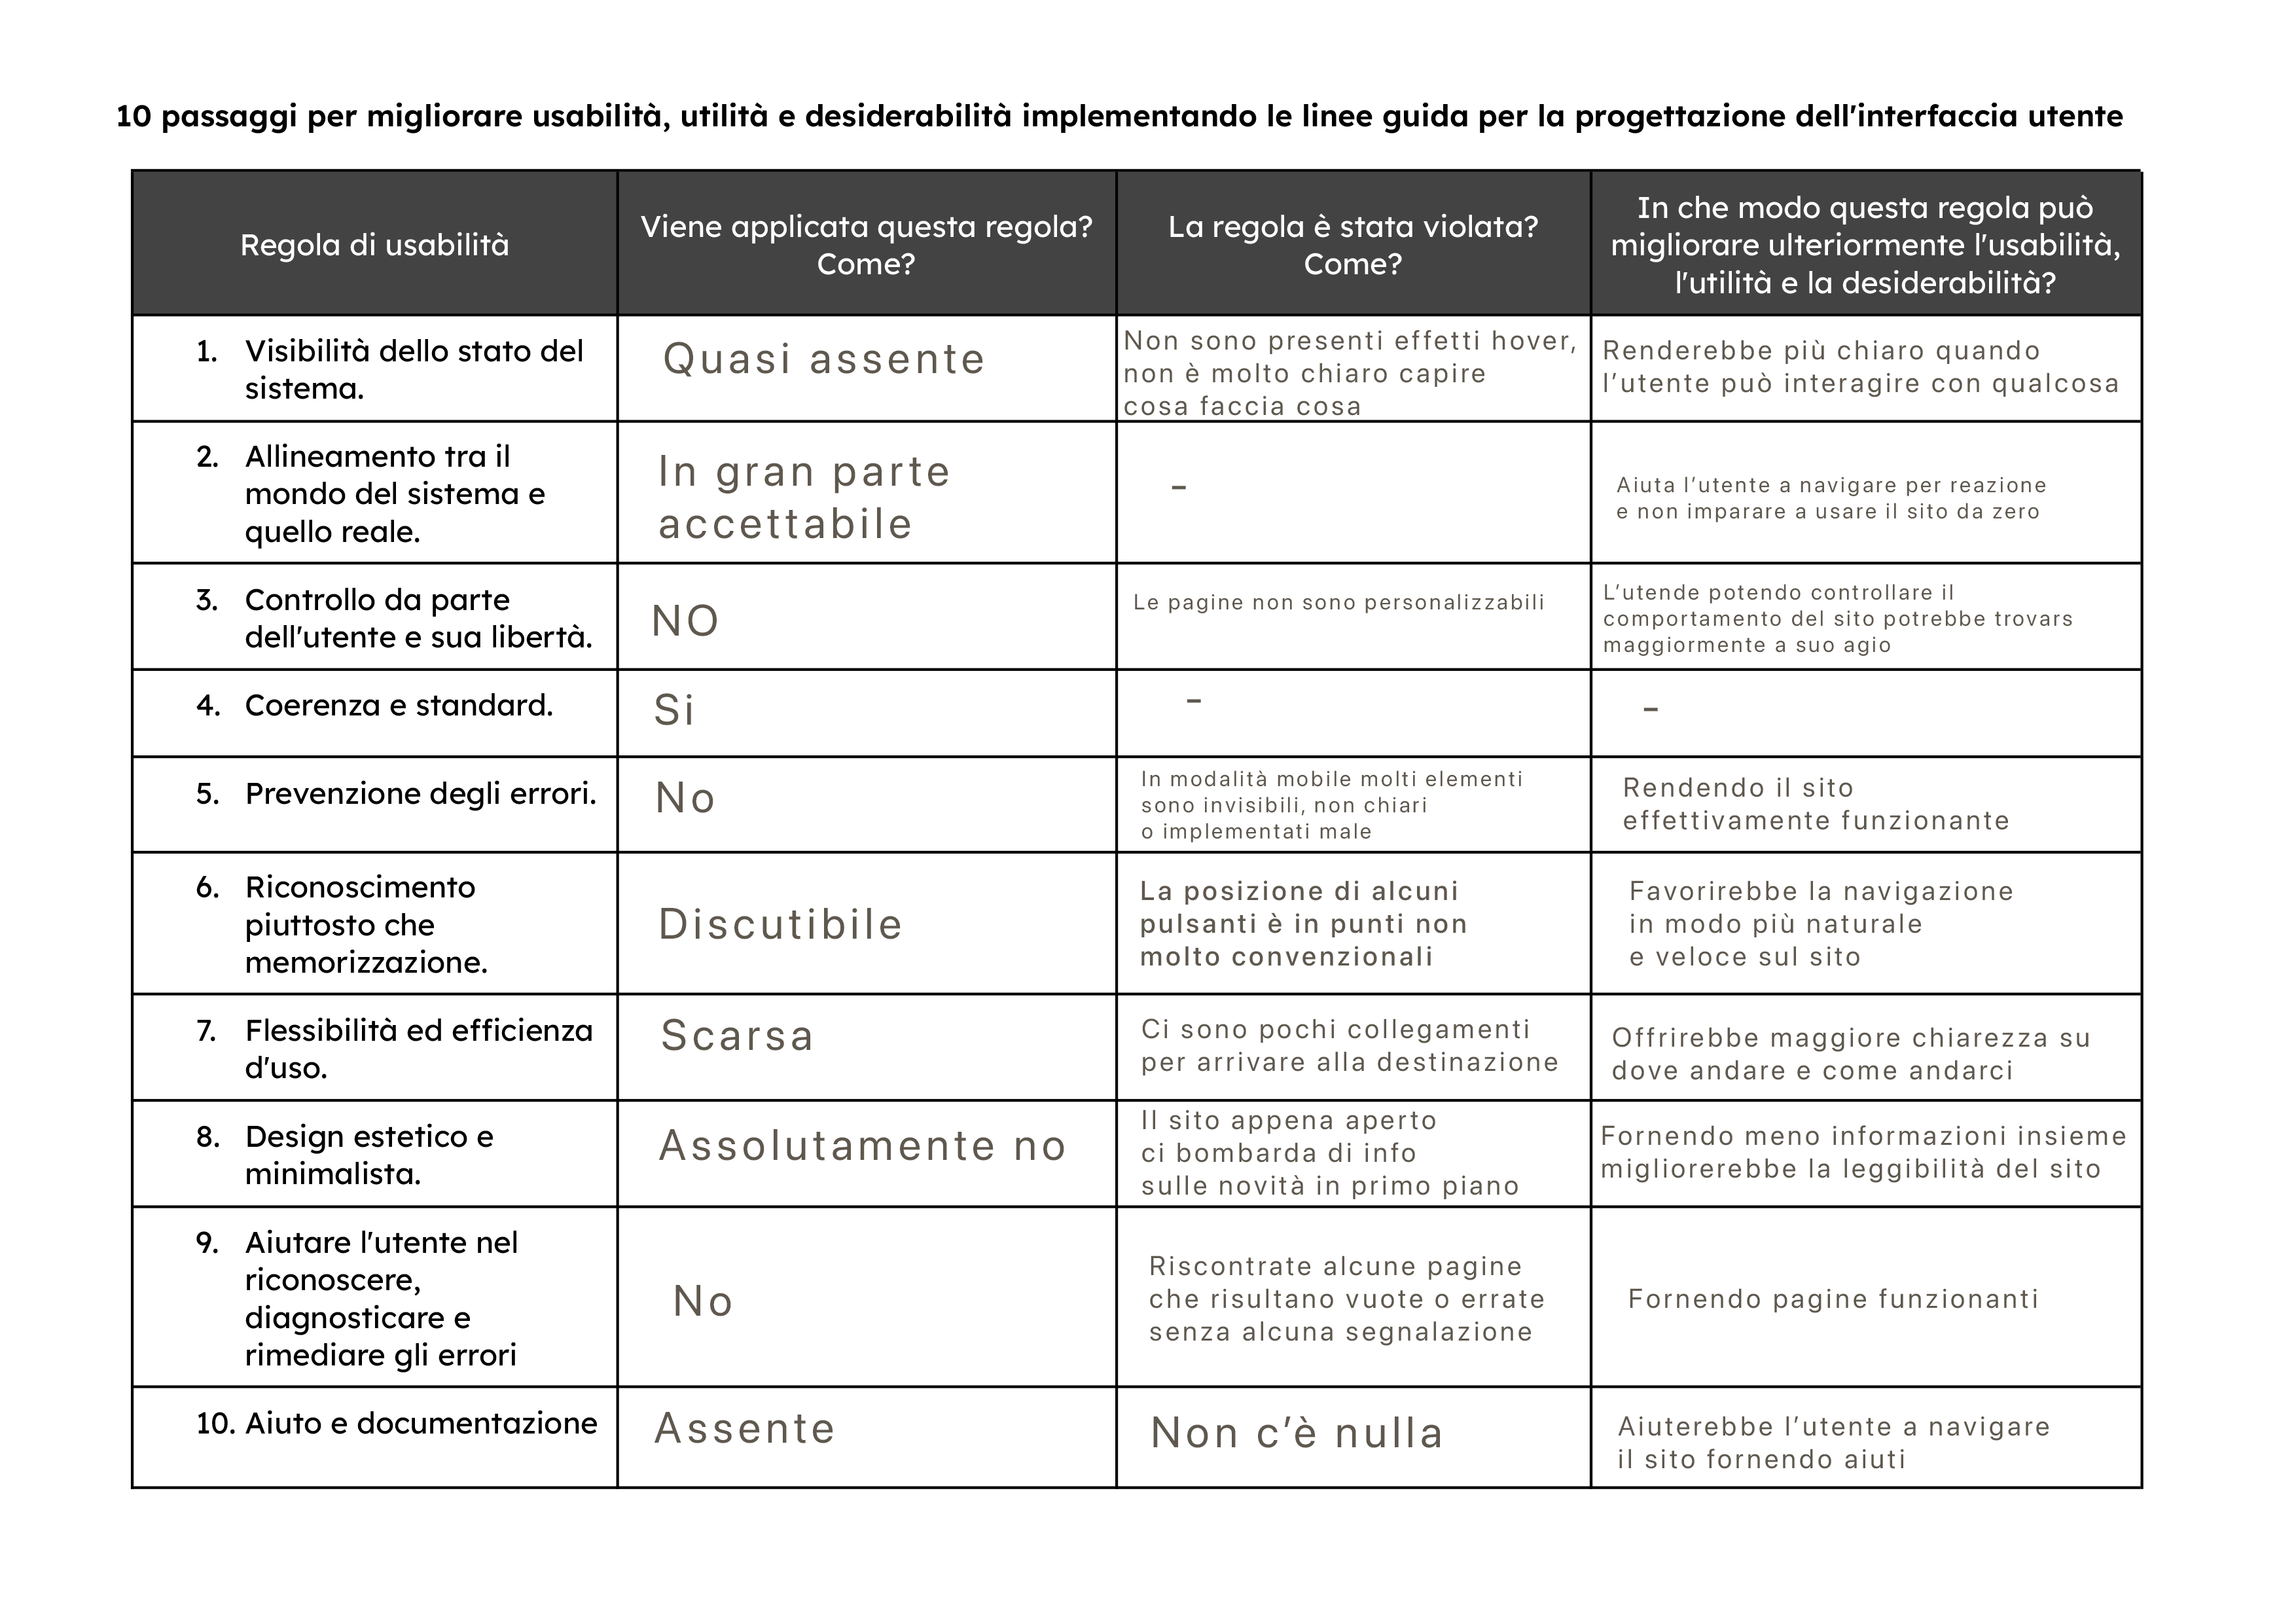 10 passaggi per migliorare usabilità, utilità e desiderabilità implementando le linee guida per la progettazione dell'interfaccia utente
Regola di usabilità
Viene applicata questa regola?
Come?
La regola è stata violata?
Come?
In che modo questa regola può
migliorare ulteriormente l'usabilità,
l'utilità e la desiderabilità?
1. Visibilità dello stato del
sistema.
Quasi assente
Non sono presenti effetti hover,
non è molto chiaro capire
cosa faccia cosa
Renderebbe più chiaro quando
l’utente può interagire con qualcosa
2. Allineamento tra il
mondo del sistema e
quello reale.
In gran parte
accettabile
-
Aiuta l’utente a navigare per reazione
e non imparare a usare il sito da zero
3. Controllo da parte
dell'utente e sua libertà.
NO
Le pagine non sono personalizzabili
L’utende potendo controllare il
comportamento del sito potrebbe trovars
maggiormente a suo agio
4. Coerenza e standard.
Si
-
-
5. Prevenzione degli errori.
No
In modalità mobile molti elementi
sono invisibili, non chiari
o implementati male
Rendendo il sito
effettivamente funzionante
6. Riconoscimento
piuttosto che
memorizzazione.
Discutibile
La posizione di alcuni
pulsanti è in punti non
molto convenzionali
Favorirebbe la navigazione
in modo più naturale
e veloce sul sito
7. Flessibilità ed efficienza
d'uso.
Scarsa
Ci sono pochi collegamenti
per arrivare alla destinazione
Offrirebbe maggiore chiarezza su
dove andare e come andarci
8. Design estetico e
minimalista.
Assolutamente no
Il sito appena aperto
ci bombarda di info
sulle novità in primo piano
Fornendo meno informazioni insieme
migliorerebbe la leggibilità del sito
9. Aiutare l'utente nel
riconoscere,
diagnosticare e
rimediare gli errori
No
Riscontrate alcune pagine
che risultano vuote o errate
senza alcuna segnalazione
Fornendo pagine funzionanti
10. Aiuto e documentazione
Assente
Non c’è nulla
Aiuterebbe l’utente a navigare
il sito fornendo aiuti